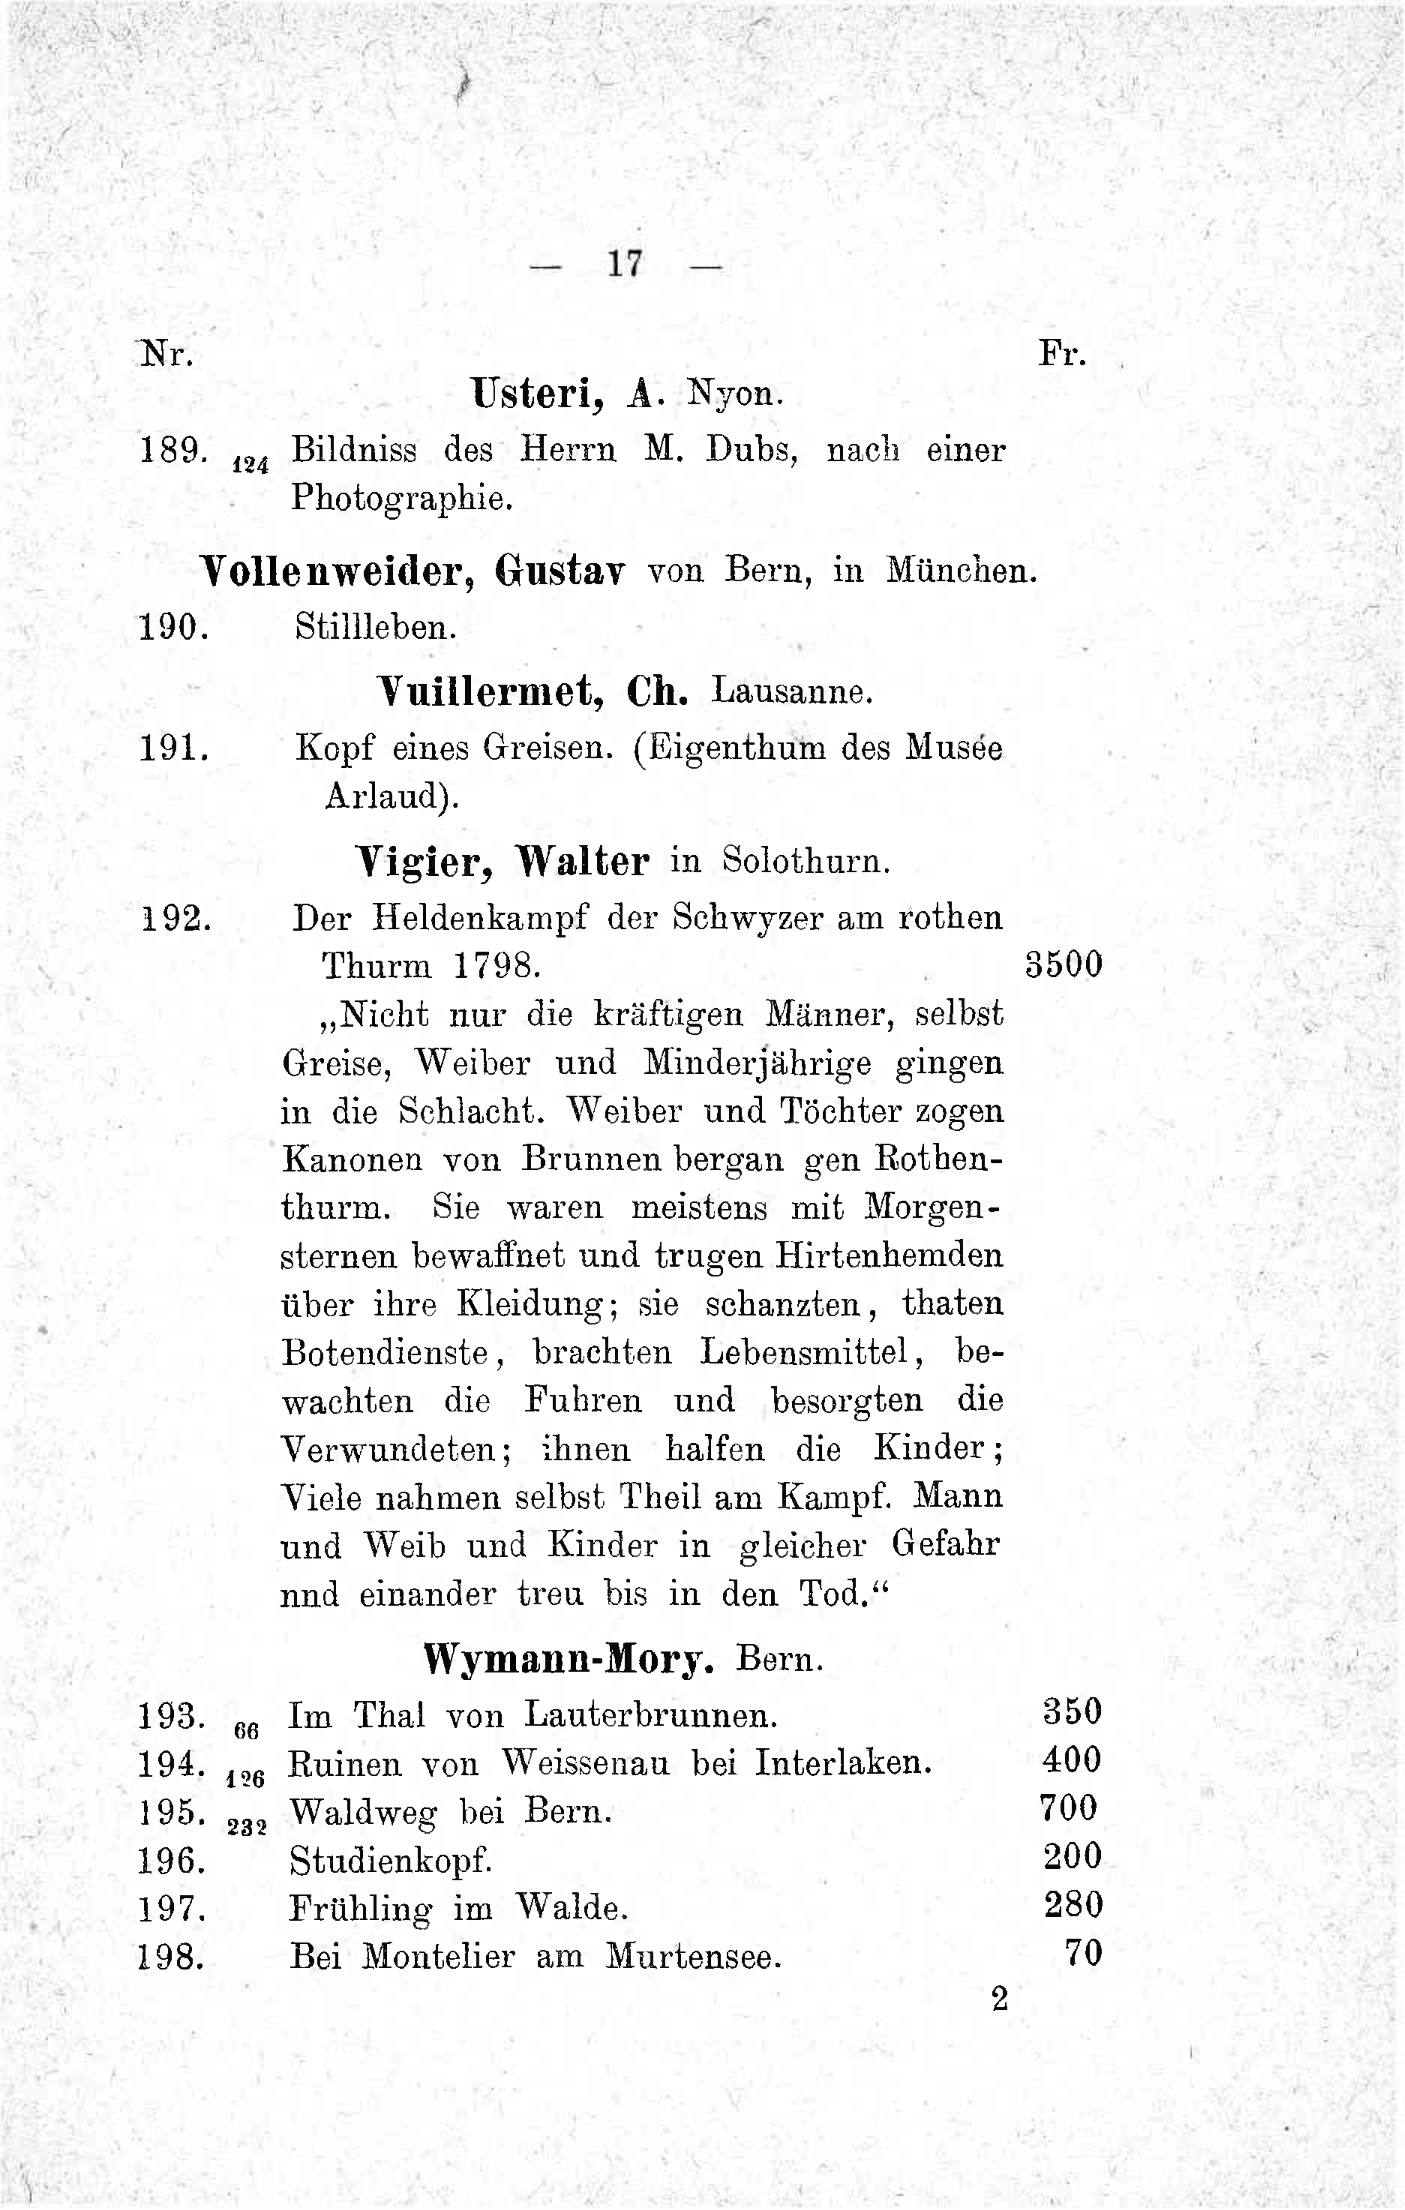 — 17 —
Nr. Fr.
Usteri, A. Nyon.
189. 124 Bildniss des Herrn M. Dubs, nach einer
Photographie.
Vollenweider, Gustav von Bern, in München.
190. Stillleben.
Vuillermet, Ch. Lausanne.
191. Kopf eines Greisen. (Eigenthum des Musée
Arlaud).
Vigier, Walter in Solothurn.
192. Der Heldenkampf der Schwyzer am rothen
Thurm 1798. 3500
„Nicht nur die kräftigen Männer, selbst
Greise, Weiber und Minderjährige gingen
in die Schlacht. Weiber und Töchter zogen
Kanonen von Brunnen bergan gen Rothen-
thurm. Sie waren meistens mit Morgen-
sternen bewaffnet und trugen Hirtenhemden
über ihre Kleidung; sie schanzten, thaten
Botendienste, brachten Lebensmittel, be-
wachten die Fuhren und besorgten die
Verwundeten; ihnen halfen die Kinder;
Viele nahmen selbst Theil am Kampf. Mann
und Weib und Kinder in gleicher Gefahr
nnd einander treu bis in den Tod.“
Wymann-Mory. Bern.
193. 66 Im Thal von Lauterbrunnen. 350
194. 126 Ruinen von Weissenau bei Interlaken. 400
195. 232 Waldweg bei Bern. 700
196. Studienkopf. 200
197. Frühling im Walde. 280
198. Bei Montelier am Murtensee. 70
2